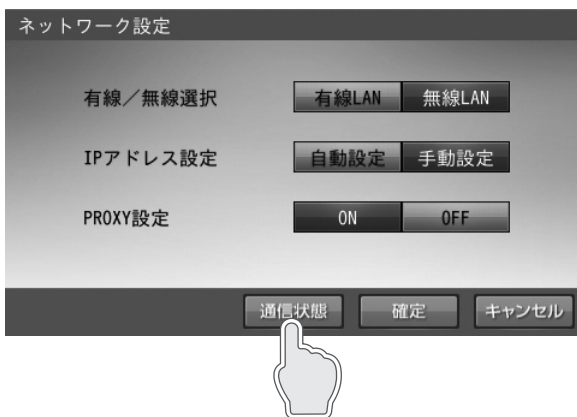 ネットワーク設定
有線／無線選択 有線LAN 無線LAN
IPアドレス設定 自動設定 手動設定
PROXY設定 ON OFF
通信状態 確定 キャンセル